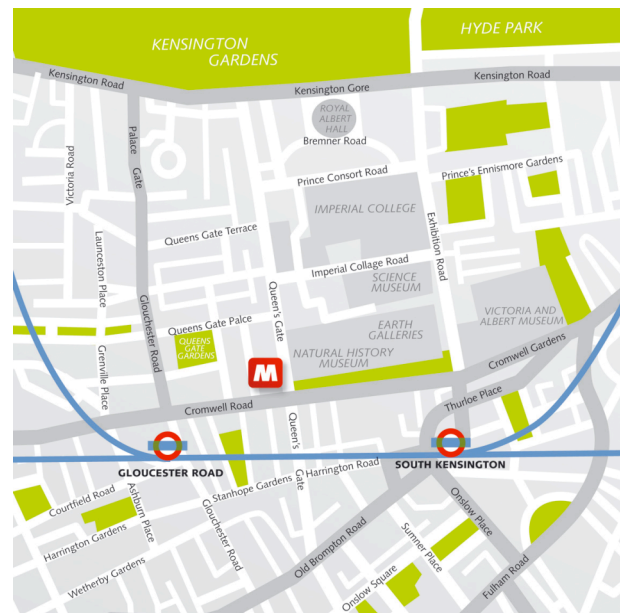 KENSINGTON
GARDENS
HYDE PARK
Kensington Road
Kensington Gore
Kensington Road
ROYAL
ALBERT
HALL
Bremner Road
Palace Gate
Victoria Road
Prince Consort Road
Prince's Ennismore Gardens
IMPERIAL COLLEGE
Exhibition Road
Queens Gate Terrace
Launceston Place
Imperial Collage Road
SCIENCE
MUSEUM
Queen's Gate
Gloucester Road
VICTORIA AND
ALBERT MUSEUM
Queens Gate Palce
EARTH
GALLERIES
QUEENS
GATE
GARDENS
NATURAL HISTORY
MUSEUM
Grenville Place
M
Cromwell Gardens
Cromwell Road
Thurloe Place
Queen's Gate
GLOUCESTER ROAD
SOUTH KENSINGTON
Harrington Road
Stanhope Gardens
Courtfield Road
Ashburn Place
Gloucester Road
Onslow Place
Harrington Gardens
Sumner Place
Old Brompton Road
Wetherby Gardens
Fulham Road
Onslow Square